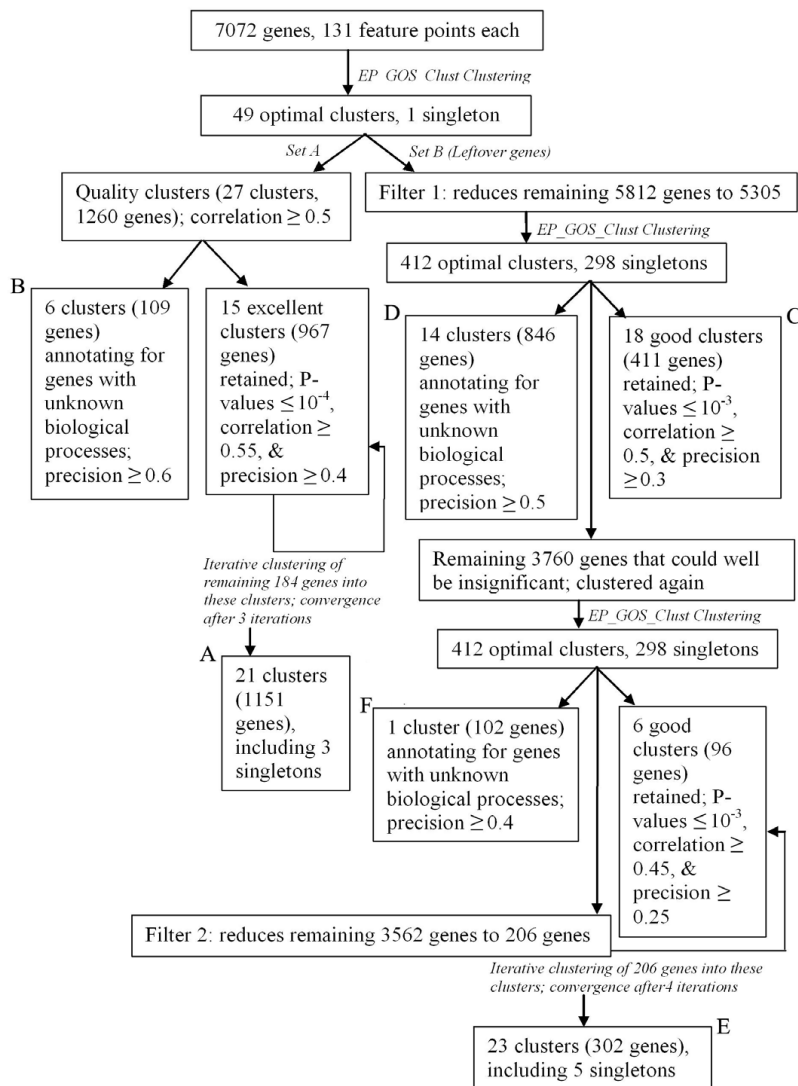 7072 genes, 131 feature points each
EP_GOS_Clust Clustering
49 optimal clusters, 1 singleton
Set A
Set B (Leftover genes)
Quality clusters (27 clusters,
1260 genes); correlation ≥ 0.5
Filter 1: reduces remaining 5812 genes to 5305
EP_GOS_Clust Clustering
412 optimal clusters, 298 singletons
B
6 clusters (109
genes)
annotating for
genes with
unknown
biological
processes;
precision ≥ 0.6
15 excellent
clusters (967
genes)
retained; P-
values ≤ 10⁻⁴,
correlation ≥
0.55, &
precision ≥ 0.4
D
14 clusters (846
genes)
annotating for
genes with
unknown
biological
processes;
precision ≥ 0.5
C
18 good clusters
(411 genes)
retained; P-
values ≤ 10⁻³,
correlation ≥
0.5, & precision
≥0.3
Iterative clustering of
remaining 184 genes into
these clusters; convergence
after 3 iterations
Remaining 3760 genes that could well
be insignificant; clustered again
EP_GOS_Clust Clustering
412 optimal clusters, 298 singletons
A
21 clusters
(1151
genes),
including 3
singletons
F
1 cluster (102 genes)
annotating for genes
with unknown
biological processes;
precision ≥ 0.4
6 good
clusters (96
genes)
retained; P-
values ≤ 10⁻³,
correlation ≥
0.45, &
precision ≥
0.25
Filter 2: reduces remaining 3562 genes to 206 genes
Iterative clustering of 206 genes into these
clusters; convergence after4 iterations
E
23 clusters (302 genes),
including 5 singletons